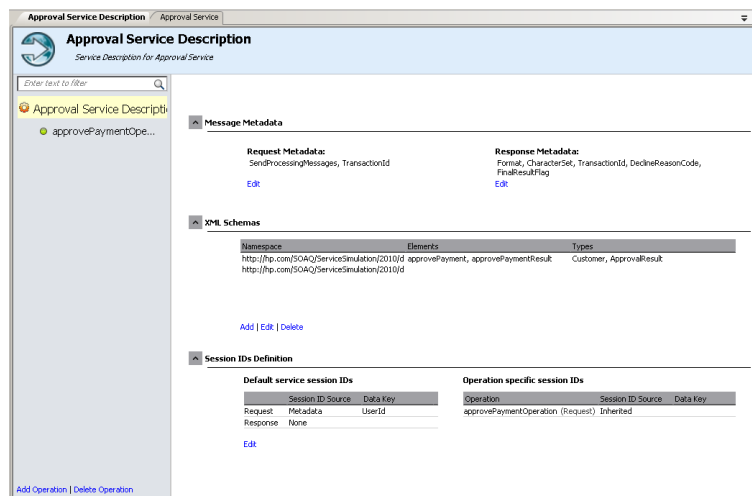 Approval Service Description Approval Service
Approval Service Description
Service Description for Approval Service
Enter text to filter
Approval Service Descripti
approvePaymentOpe...
Message Metadata
Request Metadata:
SendProcessingMessages, TransactionId
Edit
Response Metadata:
Format, CharacterSet, TransactionId, DeclineReasonCode,
FinalResultFlag
Edit
XML Schemas
Namespace Elements Types
http://hp.com/SOAQ/ServiceSimulation/2010/d approvePayment, approvePaymentResult Customer, ApprovalResult
http://hp.com/SOAQ/ServiceSimulation/2010/d
Add | Edit | Delete
Session IDs Definition
Default service session IDs
Session ID Source Data Key
Request Metadata UserId
Response None
Edit
Operation specific session IDs
Operation Session ID Source Data Key
approvePaymentOperation (Request) Inherited
Add Operation | Delete Operation